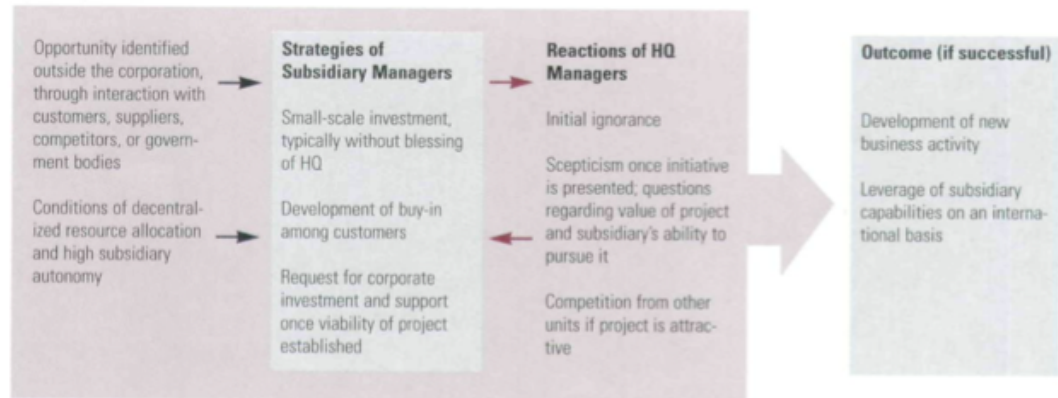 Opportunity identified
outside the corporation,
through interaction with
customers, suppliers,
competitors, or govern-
ment bodies
Conditions of decentral-
ized resource allocation
and high subsidiary
autonomy
Strategies of
Subsidiary Managers
Small-scale investment,
typically without blessing
of HQ
Development of buy-in
among customers
Request for corporate
investment and support
once viability of project
established
Reactions of HQ
Managers
Initial ignorance
Scepticism once initiative
is presented; questions
regarding value of project
and subsidiary's ability to
pursue it
Competition from other
units if project is attrac-
tive
Outcome (if successful)
Development of new
business activity
Leverage of subsidiary
capabilities on an interna-
tional basis